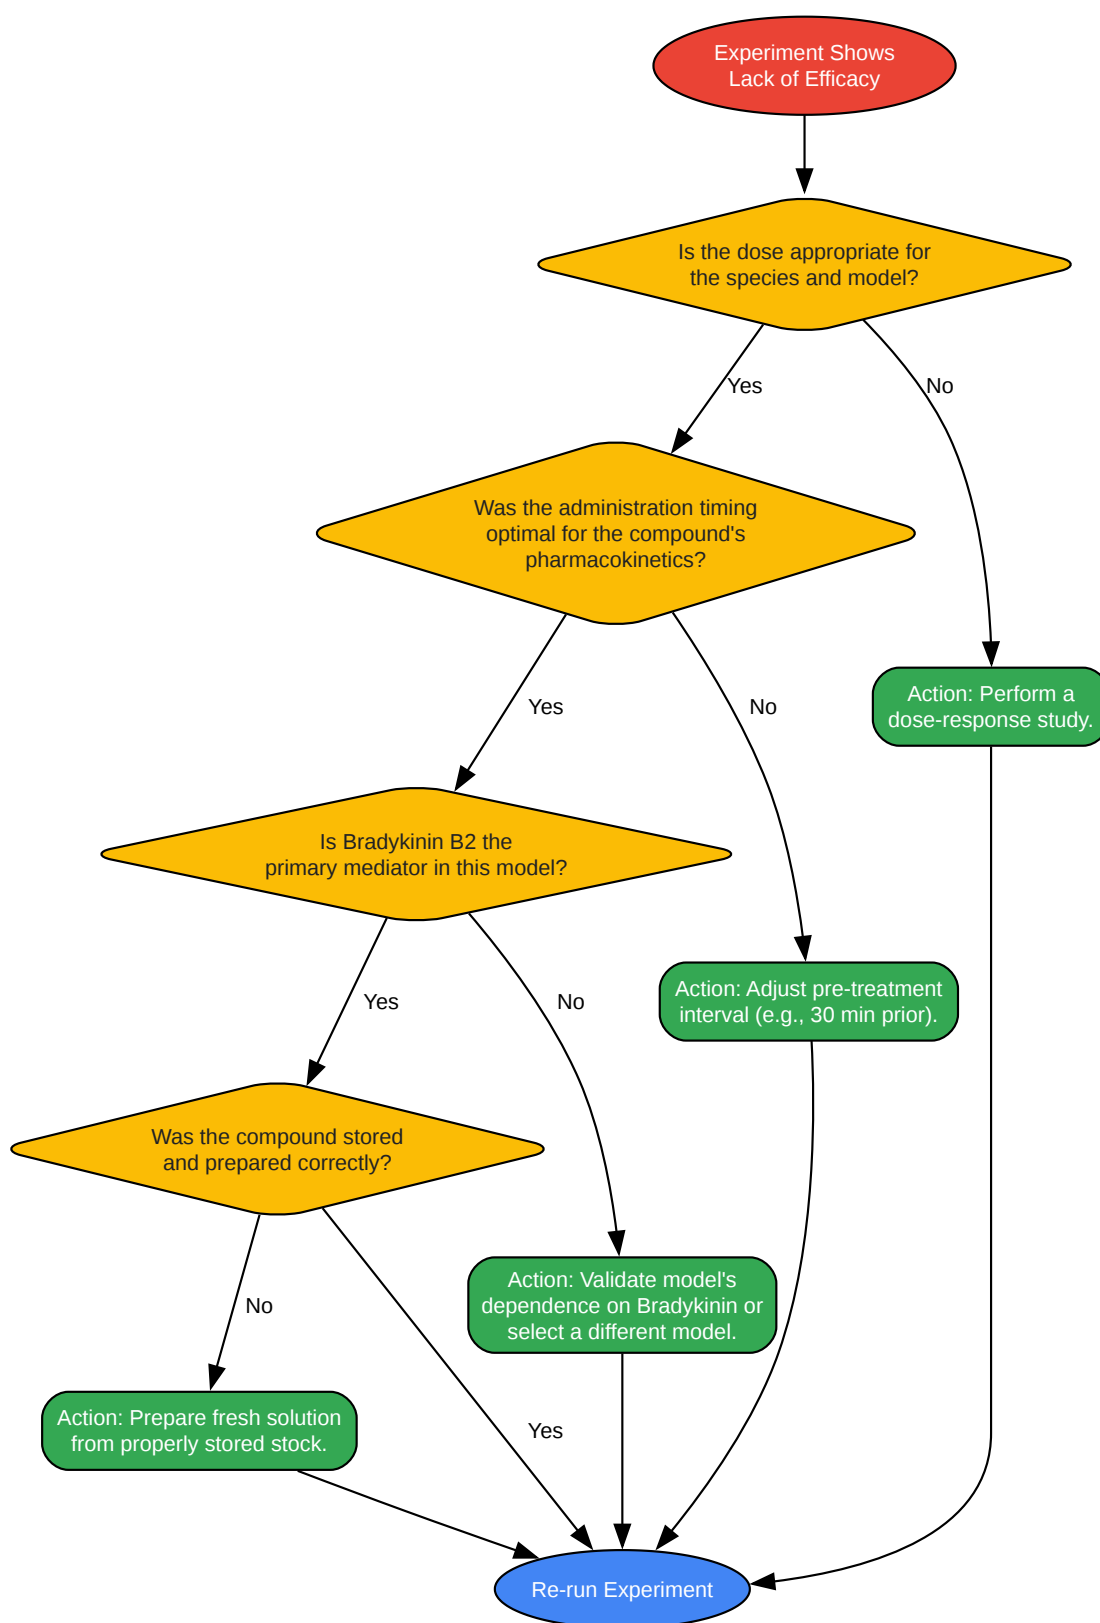 Experiment Shows
Lack of Efficacy
Is the dose appropriate for
the species and model?
Yes
No
Was the administration timing
optimal for the compound's
pharmacokinetics?
Yes
No
Action: Perform a
dose-response study.
Is Bradykinin B2 the
primary mediator in this model?
Yes
No
Action: Adjust pre-treatment
interval (e.g., 30 min prior).
Was the compound stored
and prepared correctly?
No
Yes
Action: Validate model's
dependence on Bradykinin or
select a different model.
Action: Prepare fresh solution
from properly stored stock.
Re-run Experiment